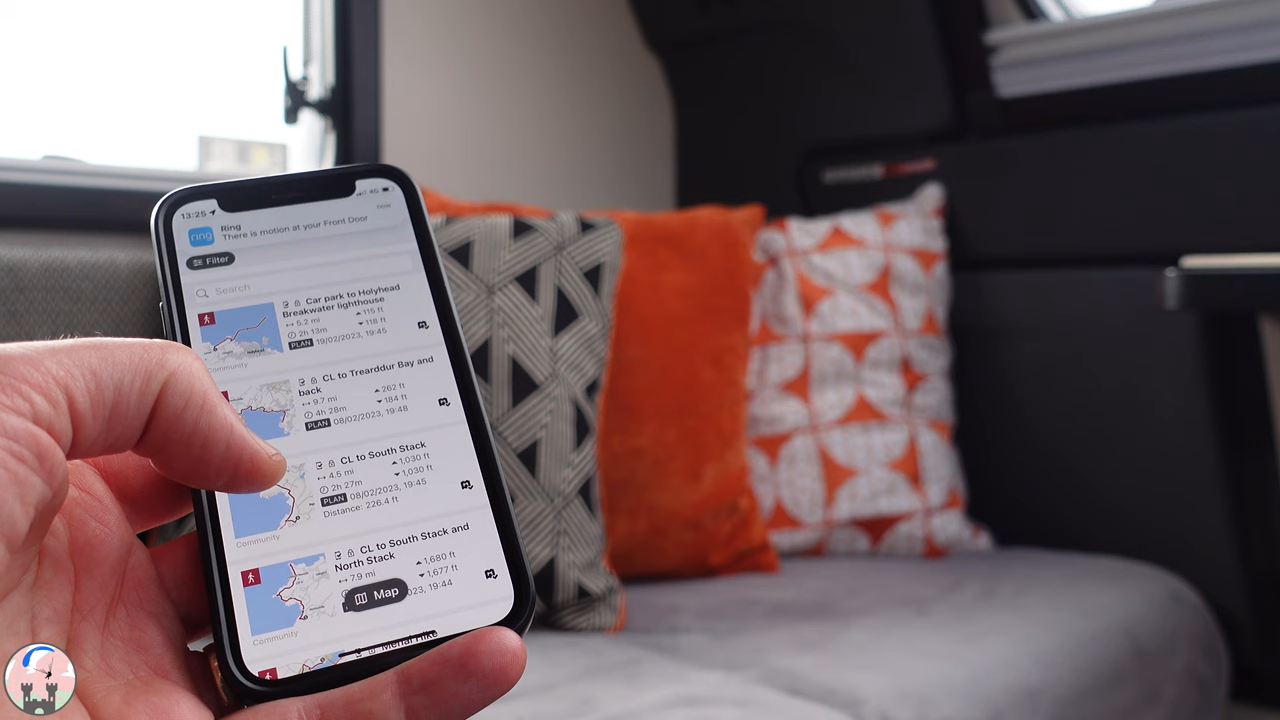 13:25
4G
Ring
now
ring
There is motion at your Front Door
Filter
Search
Car park to Holyhead
Breakwater lighthouse
5.2 mi
115 ft
2h 13m
118 ft
PLAN 19/02/2023, 19:45
Community
CL to Trearddur Bay and
back
9.7 mi
262 ft
4h 28m
184 ft
PLAN 08/02/2023, 19:48
CL to South Stack
4.5 mi
1,030 ft
2h 27m
1,030 ft
PLAN 08/02/2023, 19:45
Distance: 226.4 ft
Community
CL to South Stack and
North Stack
7.9 mi
1,680 ft
1,677 ft
Map
023, 19:44
Community